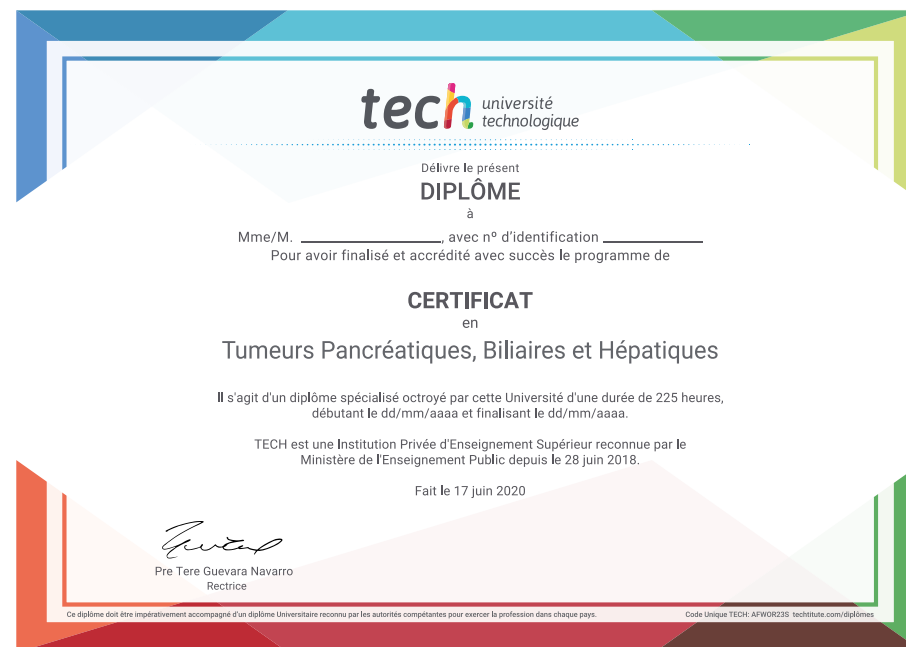 tech université
technologique
Délivre le présent
DIPLÔME
à
Mme/M. ____________________, avec nº d'identification ______________
Pour avoir finalisé et accrédité avec succès le programme de
CERTIFICAT
en
Tumeurs Pancréatiques, Biliaires et Hépatiques
Il s'agit d'un diplôme spécialisé octroyé par cette Université d'une durée de 225 heures,
débutant le dd/mm/aaaa et finalisant le dd/mm/aaaa.
TECH est une Institution Privée d'Enseignement Supérieur reconnue par le
Ministère de l'Enseignement Public depuis le 28 juin 2018.
Fait le 17 juin 2020
Pre Tere Guevara Navarro
Rectrice
Ce diplôme doit être impérativement accompagné d'un diplôme Universitaire reconnu par les autorités compétantes pour exercer la profession dans chaque pays.
Code Unique TECH: AFWOR23S techtitute.com/diplômes